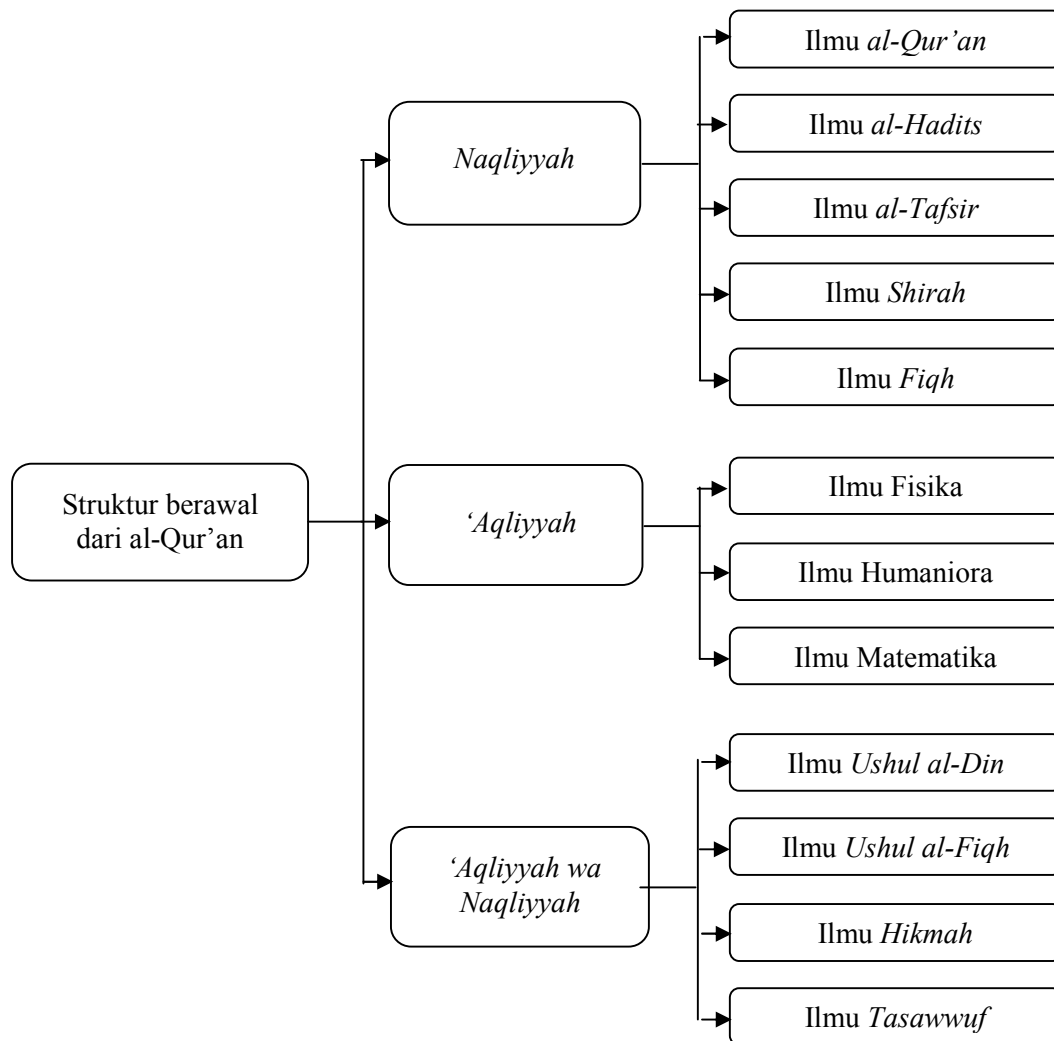 Struktur berawal
dari al-Qur’an
Naqliyyah
Ilmu al-Qur’an
Ilmu al-Hadits
Ilmu al-Tafsir
Ilmu Shirah
Ilmu Fiqh
‘Aqliyyah
Ilmu Fisika
Ilmu Humaniora
Ilmu Matematika
‘Aqliyyah wa
Naqliyyah
Ilmu Ushul al-Din
Ilmu Ushul al-Fiqh
Ilmu Hikmah
Ilmu Tasawwuf